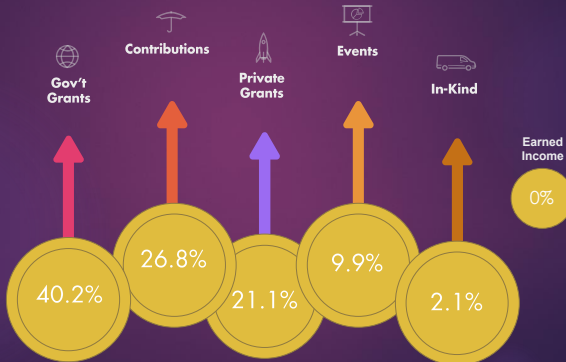 Gov't
Grants
Contributions
Private
Grants
Events
In-Kind
Earned
Income
40.2%
26.8%
21.1%
9.9%
2.1%
0%